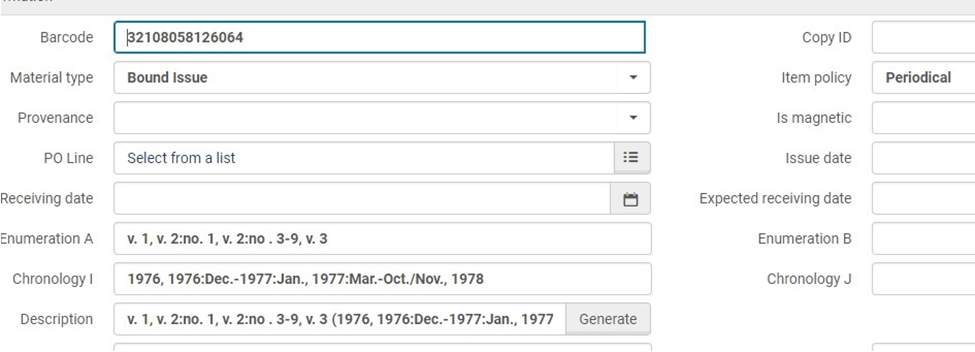 Barcode 32108058126064 Copy ID
Material type Bound Issue Item policy Periodical
Provenance Is magnetic
PO Line Select from a list Issue date
Receiving date Expected receiving date
Enumeration A v. 1, v. 2:no. 1, v. 2:no . 3-9, v. 3 Enumeration B
Chronology I 1976, 1976:Dec.-1977:Jan., 1977:Mar.-Oct./Nov., 1978 Chronology J
Description v. 1, v. 2:no. 1, v. 2:no . 3-9, v. 3 (1976, 1976:Dec.-1977:Jan., 1977 Generate